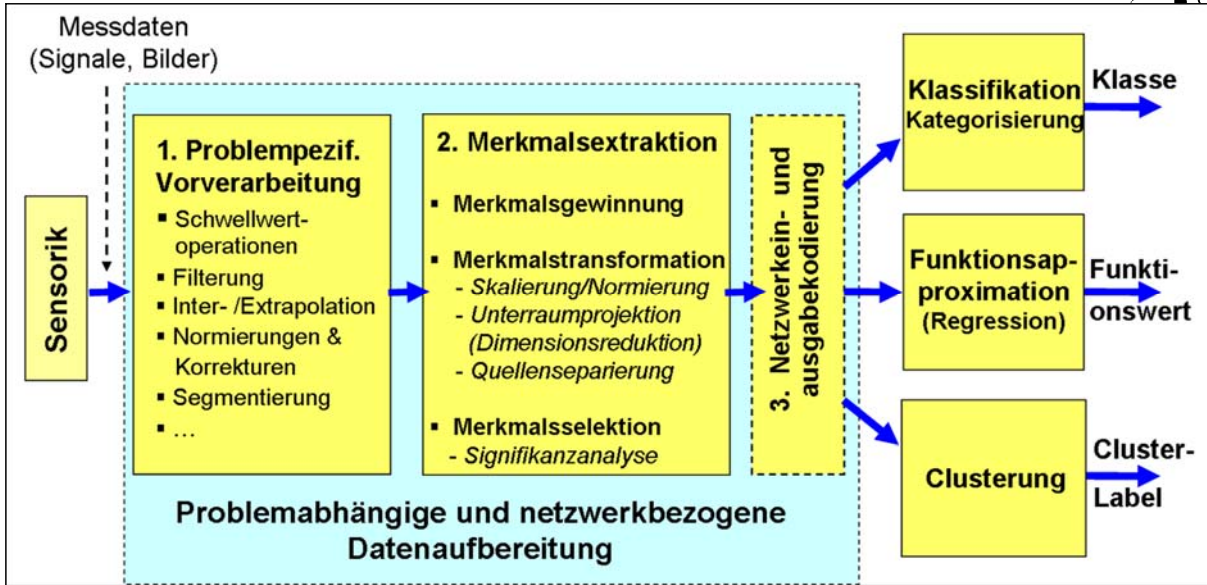 Messdaten
(Signale, Bilder)
Sensorik
1. Problempezif.
Vorverarbeitung
▪ Schwellwert-
operationen
▪ Filterung
▪ Inter- /Extrapolation
▪ Normierungen &
Korrekturen
▪ Segmentierung
▪ ...
2. Merkmalsextraktion
▪ Merkmalsgewinnung
▪ Merkmalstransformation
- Skalierung/Normierung
- Unterraumprojektion
(Dimensionsreduktion)
- Quellenseparierung
▪ Merkmalsselektion
- Signifikanzanalyse
3. Netzwerkein- und
ausgabekodierung
Problemabhängige und netzwerkbezogene
Datenaufbereitung
Klassifikation
Kategorisierung
Klasse
Funktionsap-
proximation
(Regression)
Funkti-
onswert
Clusterung
Cluster-
Label